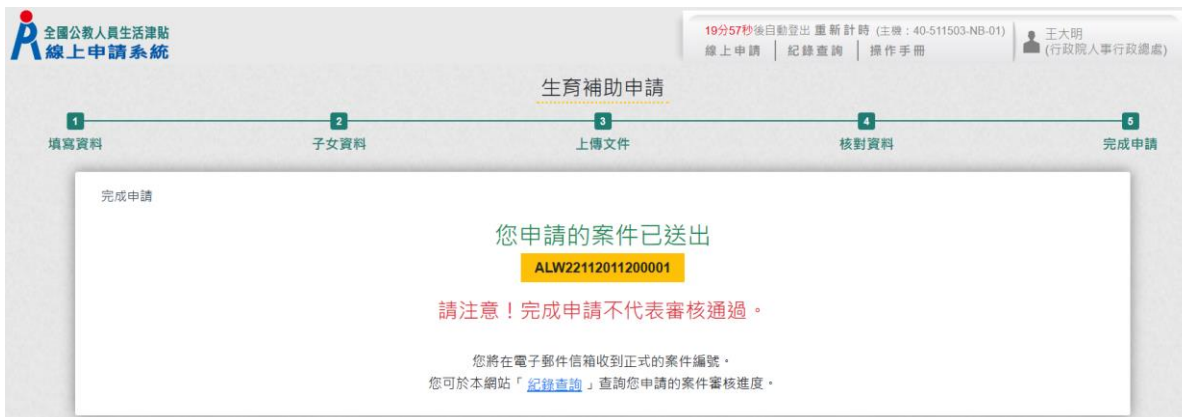 全國公教人員生活津貼
線上申請系統
19分57秒後自動登出 重新計時 (主機：40-511503-NB-01)
線上申請 | 紀錄查詢 | 操作手冊
王大明
(行政院人事行政總處)
生育補助申請
1 2 3 4 5
填寫資料 子女資料 上傳文件 核對資料 完成申請
完成申請
您申請的案件已送出
ALW22112011200001
請注意！完成申請不代表審核通過。
您將在電子郵件信箱收到正式的案件編號。
您可於本網站「 紀錄查詢 」查詢您申請的案件審核進度。